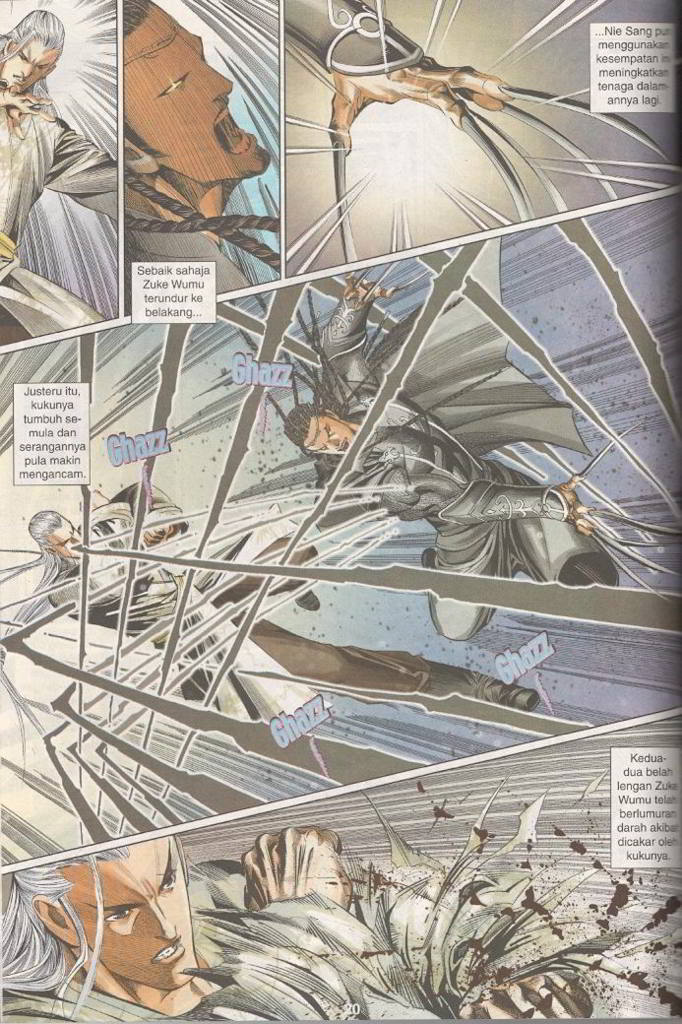 Sebaik sahaja
Zuke Wumu
terundur ke
belakang...
...Nie Sang pun
menggunakan
kesempatan ini
meningkatkan
tenaga dalam-
annya lagi.
Justeru itu,
kukunya
tumbuh se-
mula dan
serangannya
pula makin
mengancam.
Ghazz
Ghazz
Ghazz
Ghazz
Kedua-
dua belah
lengan Zuke
Wumu telah
berlumuran
darah akibat
dicakar oleh
kukunya.
20